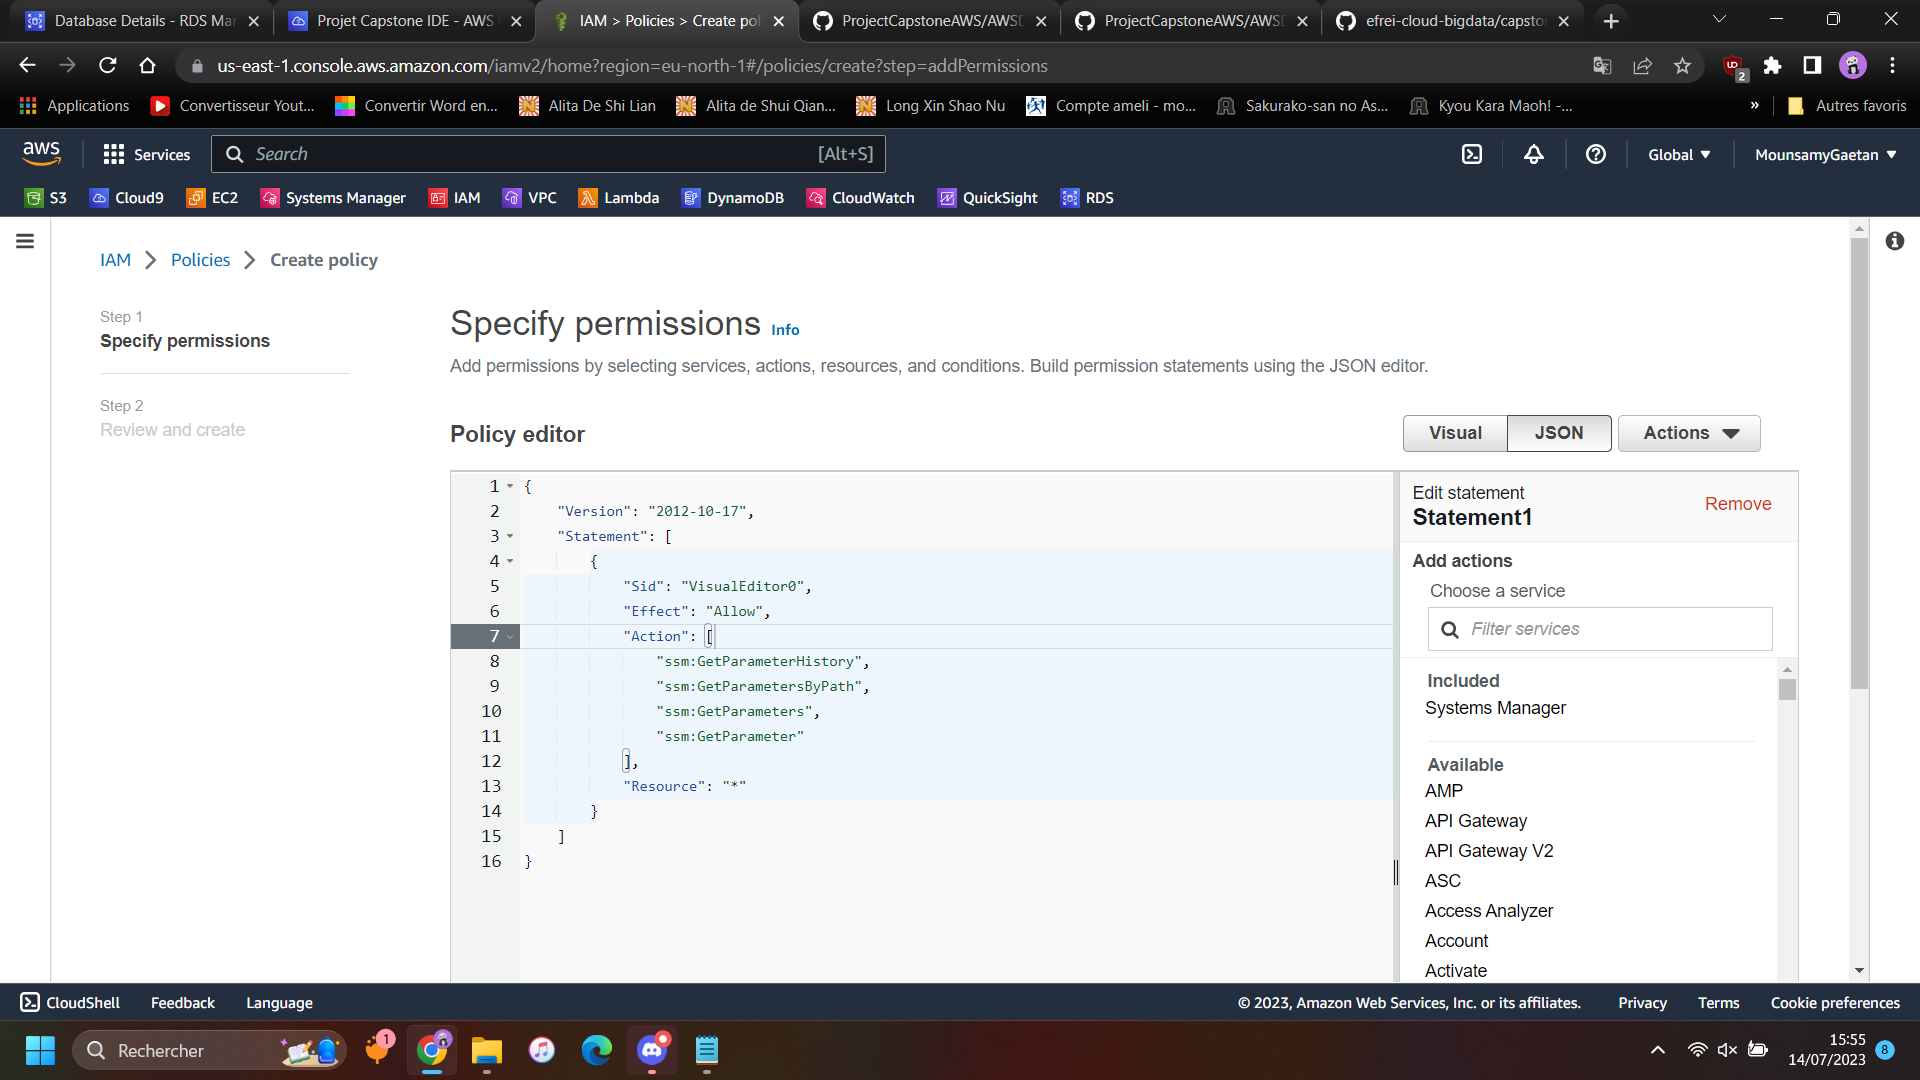 Database Details - RDS Mar
Projet Capstone IDE - AWS
IAM > Policies > Create pol
ProjectCapstoneAWS/AWSD
ProjectCapstoneAWS/AWSD
efrei-cloud-bigdata/capstor
us-east-1.console.aws.amazon.com/iamv2/home?region=eu-north-1#/policies/create?step=addPermissions
2
Applications
Convertisseur Yout...
Convertir Word en...
Alita De Shi Lian
Alita de Shui Qian...
Long Xin Shao Nu
Compte ameli - mo...
Sakurako-san no As...
Kyou Kara Maoh! -...
»
Autres favoris
aws
Services
Search
[Alt+S]
Global
MounsamyGaetan
S3
Cloud9
EC2
Systems Manager
IAM
VPC
Lambda
DynamoDB
CloudWatch
QuickSight
RDS
IAM > Policies > Create policy
Step 1
Specify permissions
Step 2
Review and create
Specify permissions Info
Add permissions by selecting services, actions, resources, and conditions. Build permission statements using the JSON editor.
Policy editor
Visual
JSON
Actions
1 {
2 "Version": "2012-10-17",
3 "Statement": [
4 {
5 "Sid": "VisualEditor0",
6 "Effect": "Allow",
7 "Action": [
8 "ssm:GetParameterHistory",
9 "ssm:GetParametersByPath",
10 "ssm:GetParameters",
11 "ssm:GetParameter"
12 ],
13 "Resource": "*"
14 }
15 ]
16 }
Edit statement
Statement1
Remove
Add actions
Choose a service
Filter services
Included
Systems Manager
Available
AMP
API Gateway
API Gateway V2
ASC
Access Analyzer
Account
Activate
CloudShell
Feedback
Language
© 2023, Amazon Web Services, Inc. or its affiliates.
Privacy
Terms
Cookie preferences
Rechercher
1
15:55
14/07/2023
8